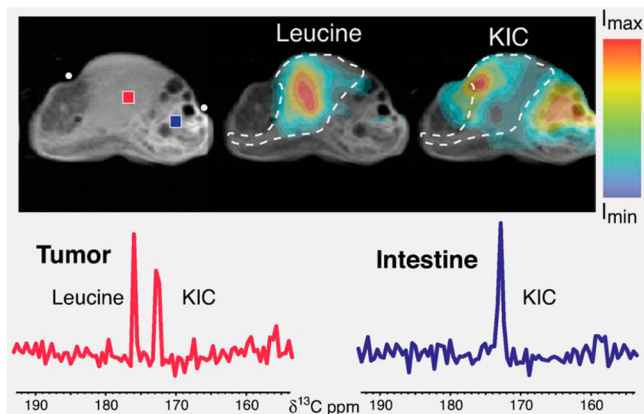 Leucine
KIC
Imax
Imin
Tumor
Leucine
KIC
Intestine
KIC
190 180 170 160
δ¹³C ppm
190 180 170 160